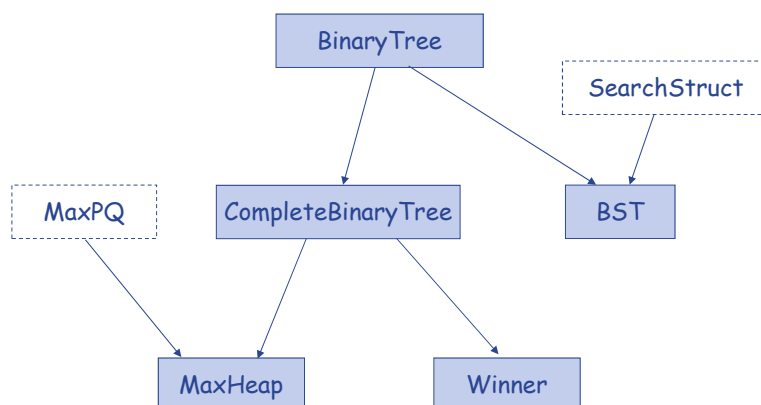 BinaryTree
SearchStruct
MaxPQ
CompleteBinaryTree
BST
MaxHeap
Winner